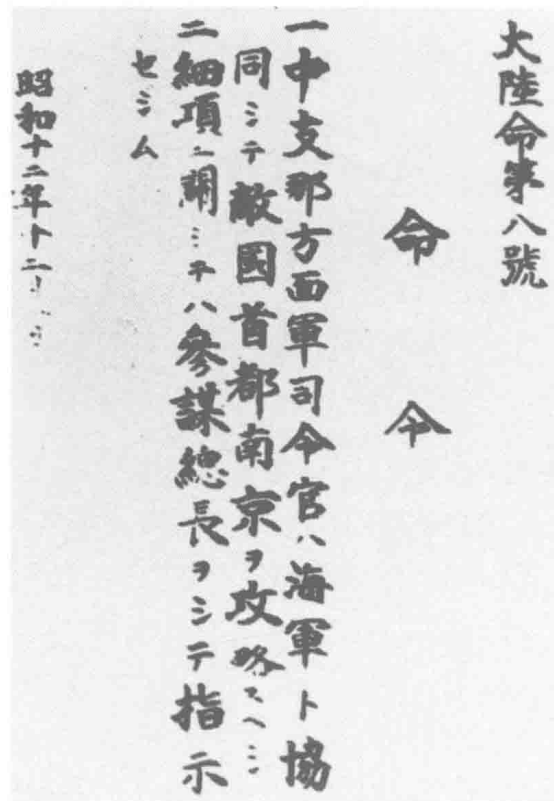 大陸命第八號
命令
一中支那方面軍司令官ハ海軍ト協
同シテ敵國首都南京ヲ攻略スヘシ
二細項ニ關シテハ參謀總長ヲシテ指示
セシム
昭和十二年十二